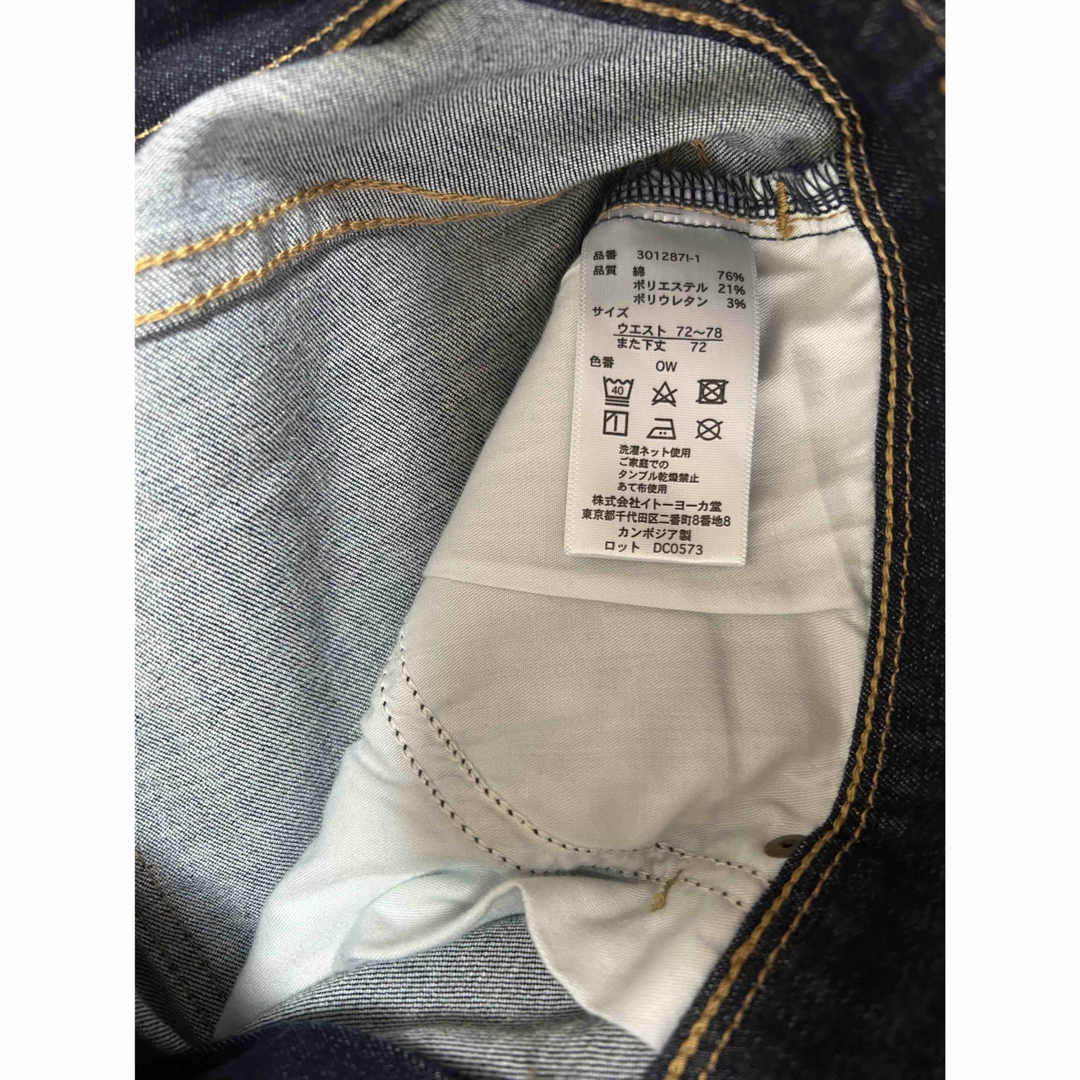 品番 301287I-1
品質 綿 76%
ポリエステル 21%
ポリウレタン 3%
サイズ
ウエスト 72~78
また下丈 72
色番 OW
40
洗濯ネット使用
ご家庭での
タンブル乾燥禁止
あて布使用
株式会社イトーヨーカ堂
東京都千代田区二番町8番地8
カンボジア製
ロット DC0573